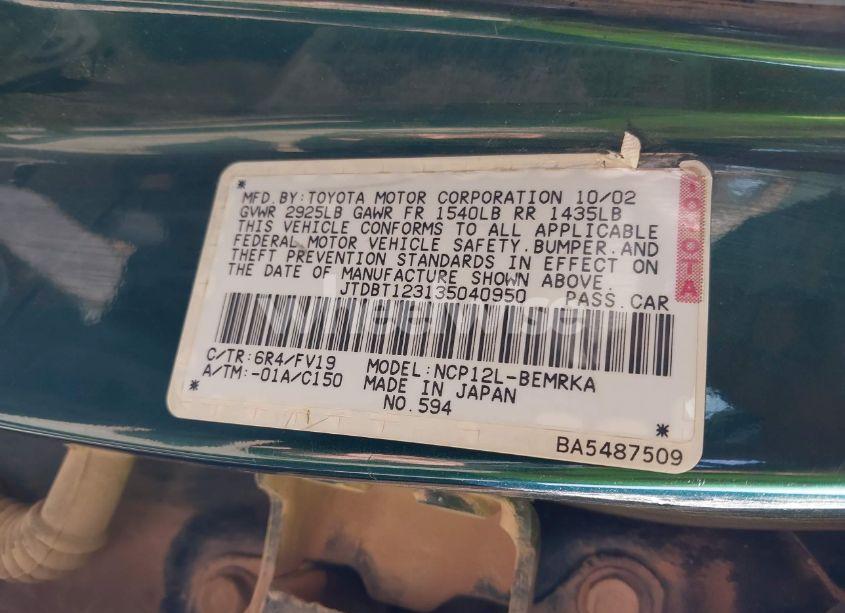 *
MFD.BY:TOYOTA MOTOR CORPORATION 10/02
GVWR 2925LB GAWR FR 1540LB RR 1435LB
THIS VEHICLE CONFORMS TO ALL APPLICABLE
FEDERAL MOTOR VEHICLE SAFETY.BUMPER.AND
THEFT PREVENTION STANDARDS IN EFFECT ON
THE DATE OF MANUFACTURE SHOWN ABOVE.
JTDBT123135040950 PASS.CAR
TOYOTA
Wheelwise
C/TR:6R4/FV19 MODEL:NCP12L-BEMRKA
A/TM:-01A/C150 MADE IN JAPAN
* NO.594 *
BA5487509